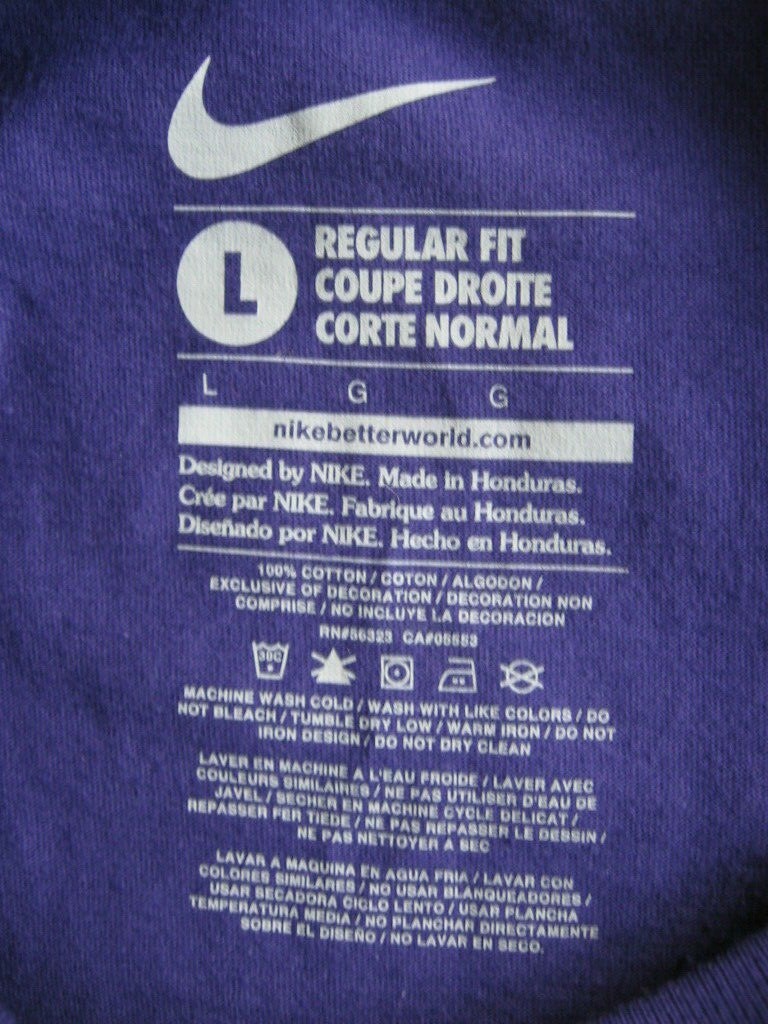 L
REGULAR FIT
COUPE DROITE
CORTE NORMAL
L G G
nikebetterworld.com
Designed by NIKE. Made in Honduras.
Crée par NIKE. Fabrique au Honduras.
Diseñado por NIKE. Hecho en Honduras.
100% COTTON / COTON / ALGODON /
EXCLUSIVE OF DECORATION / DECORATION NON
COMPRISE / NO INCLUYE LA DECORACION
RN#56323 CA#05553
30C
MACHINE WASH COLD / WASH WITH LIKE COLORS / DO
NOT BLEACH / TUMBLE DRY LOW / WARM IRON / DO NOT
IRON DESIGN / DO NOT DRY CLEAN
LAVER EN MACHINE A L'EAU FROIDE / LAVER AVEC
COULEURS SIMILAIRES / NE PAS UTILISER D'EAU DE
JAVEL / SECHER EN MACHINE CYCLE DELICAT /
REPASSER FER TIEDE / NE PAS REPASSER LE DESSIN /
NE PAS NETTOYER A SEC
LAVAR A MAQUINA EN AGUA FRIA / LAVAR CON
COLORES SIMILARES / NO USAR BLANQUEADORES /
USAR SECADORA CICLO LENTO / USAR PLANCHA
TEMPERATURA MEDIA / NO PLANCHAR DIRECTAMENTE
SOBRE EL DISEÑO / NO LAVAR EN SECO.